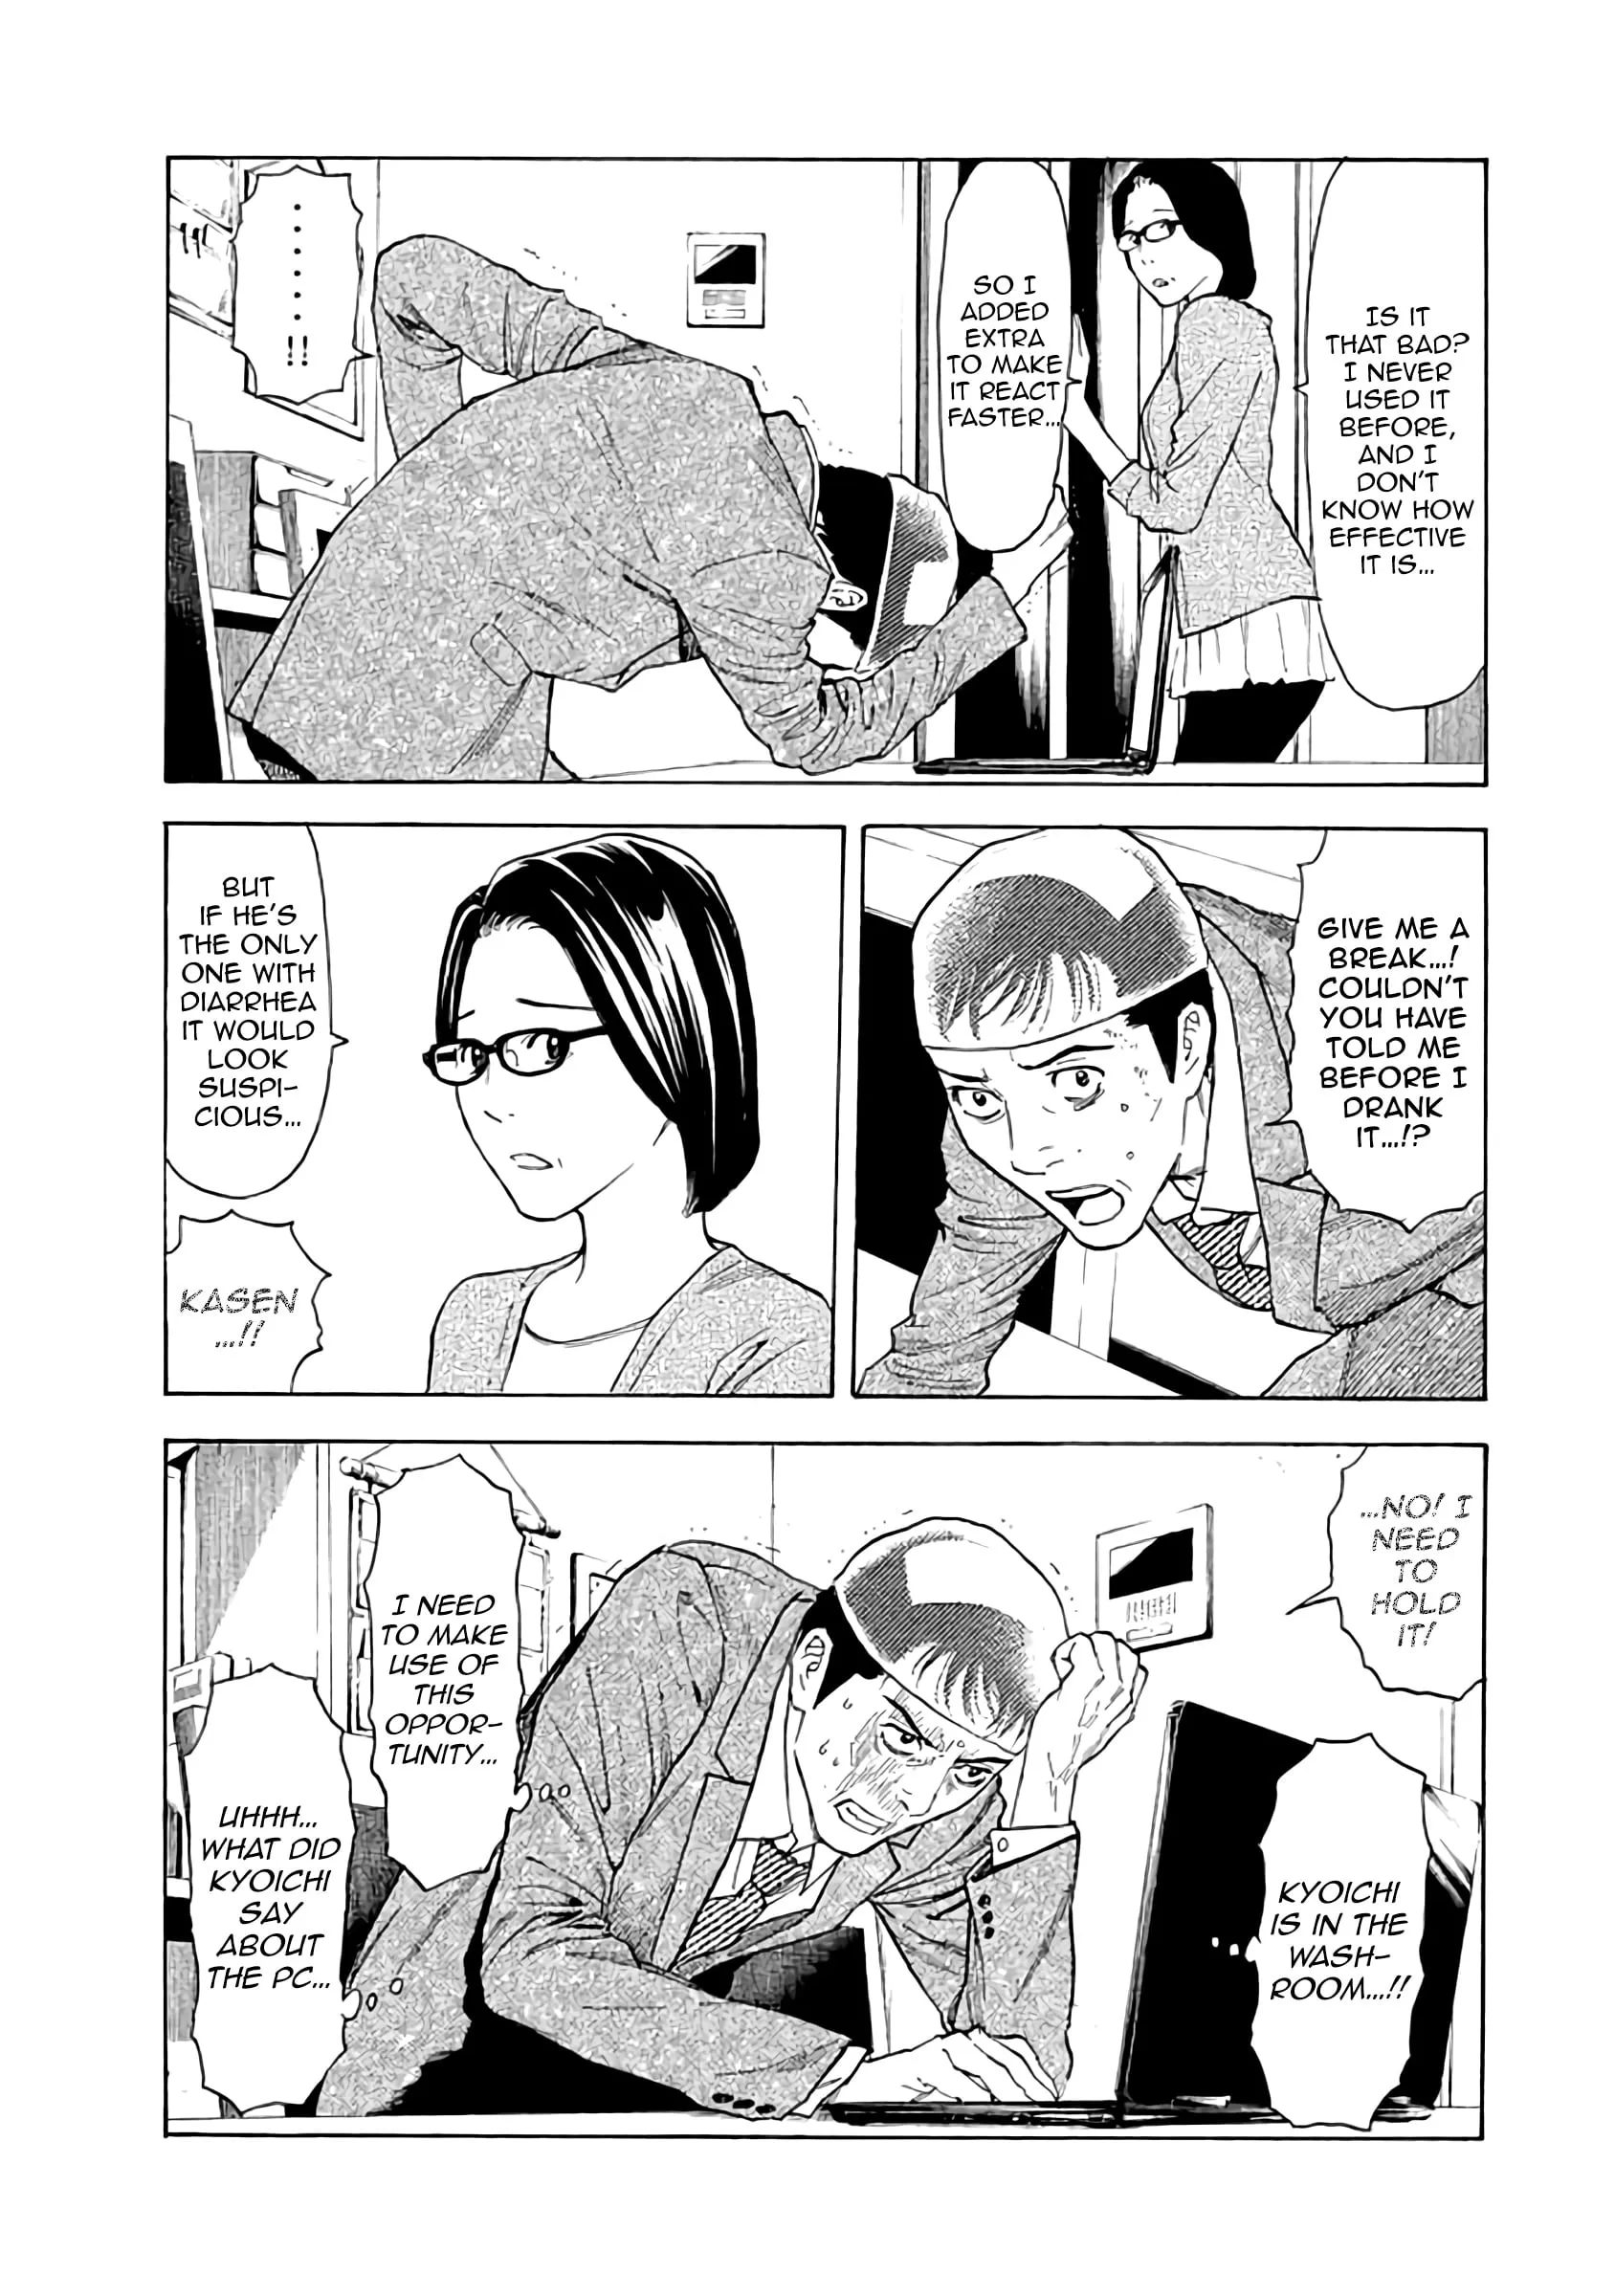 IS IT
THAT BAD?
I NEVER
USED IT
BEFORE,
AND I
DON'T
KNOW HOW
EFFECTIVE
IT IS...
SO I
ADDED
EXTRA
TO MAKE
IT REACT
FASTER...
.......!!
GIVE ME A
BREAK...!
COULDN'T
YOU HAVE
TOLD ME
BEFORE I
DRANK
IT...!?
BUT
IF HE'S
THE ONLY
ONE WITH
DIARRHEA
IT WOULD
LOOK
SUSPI-
CIOUS...
KASEN
...!!
...NO! I
NEED
TO
HOLD
IT!
KYOICHI
IS IN THE
WASH-
ROOM...!!
I NEED
TO MAKE
USE OF
THIS
OPPOR-
TUNITY...
UHHH...
WHAT DID
KYOICHI
SAY
ABOUT
THE PC...